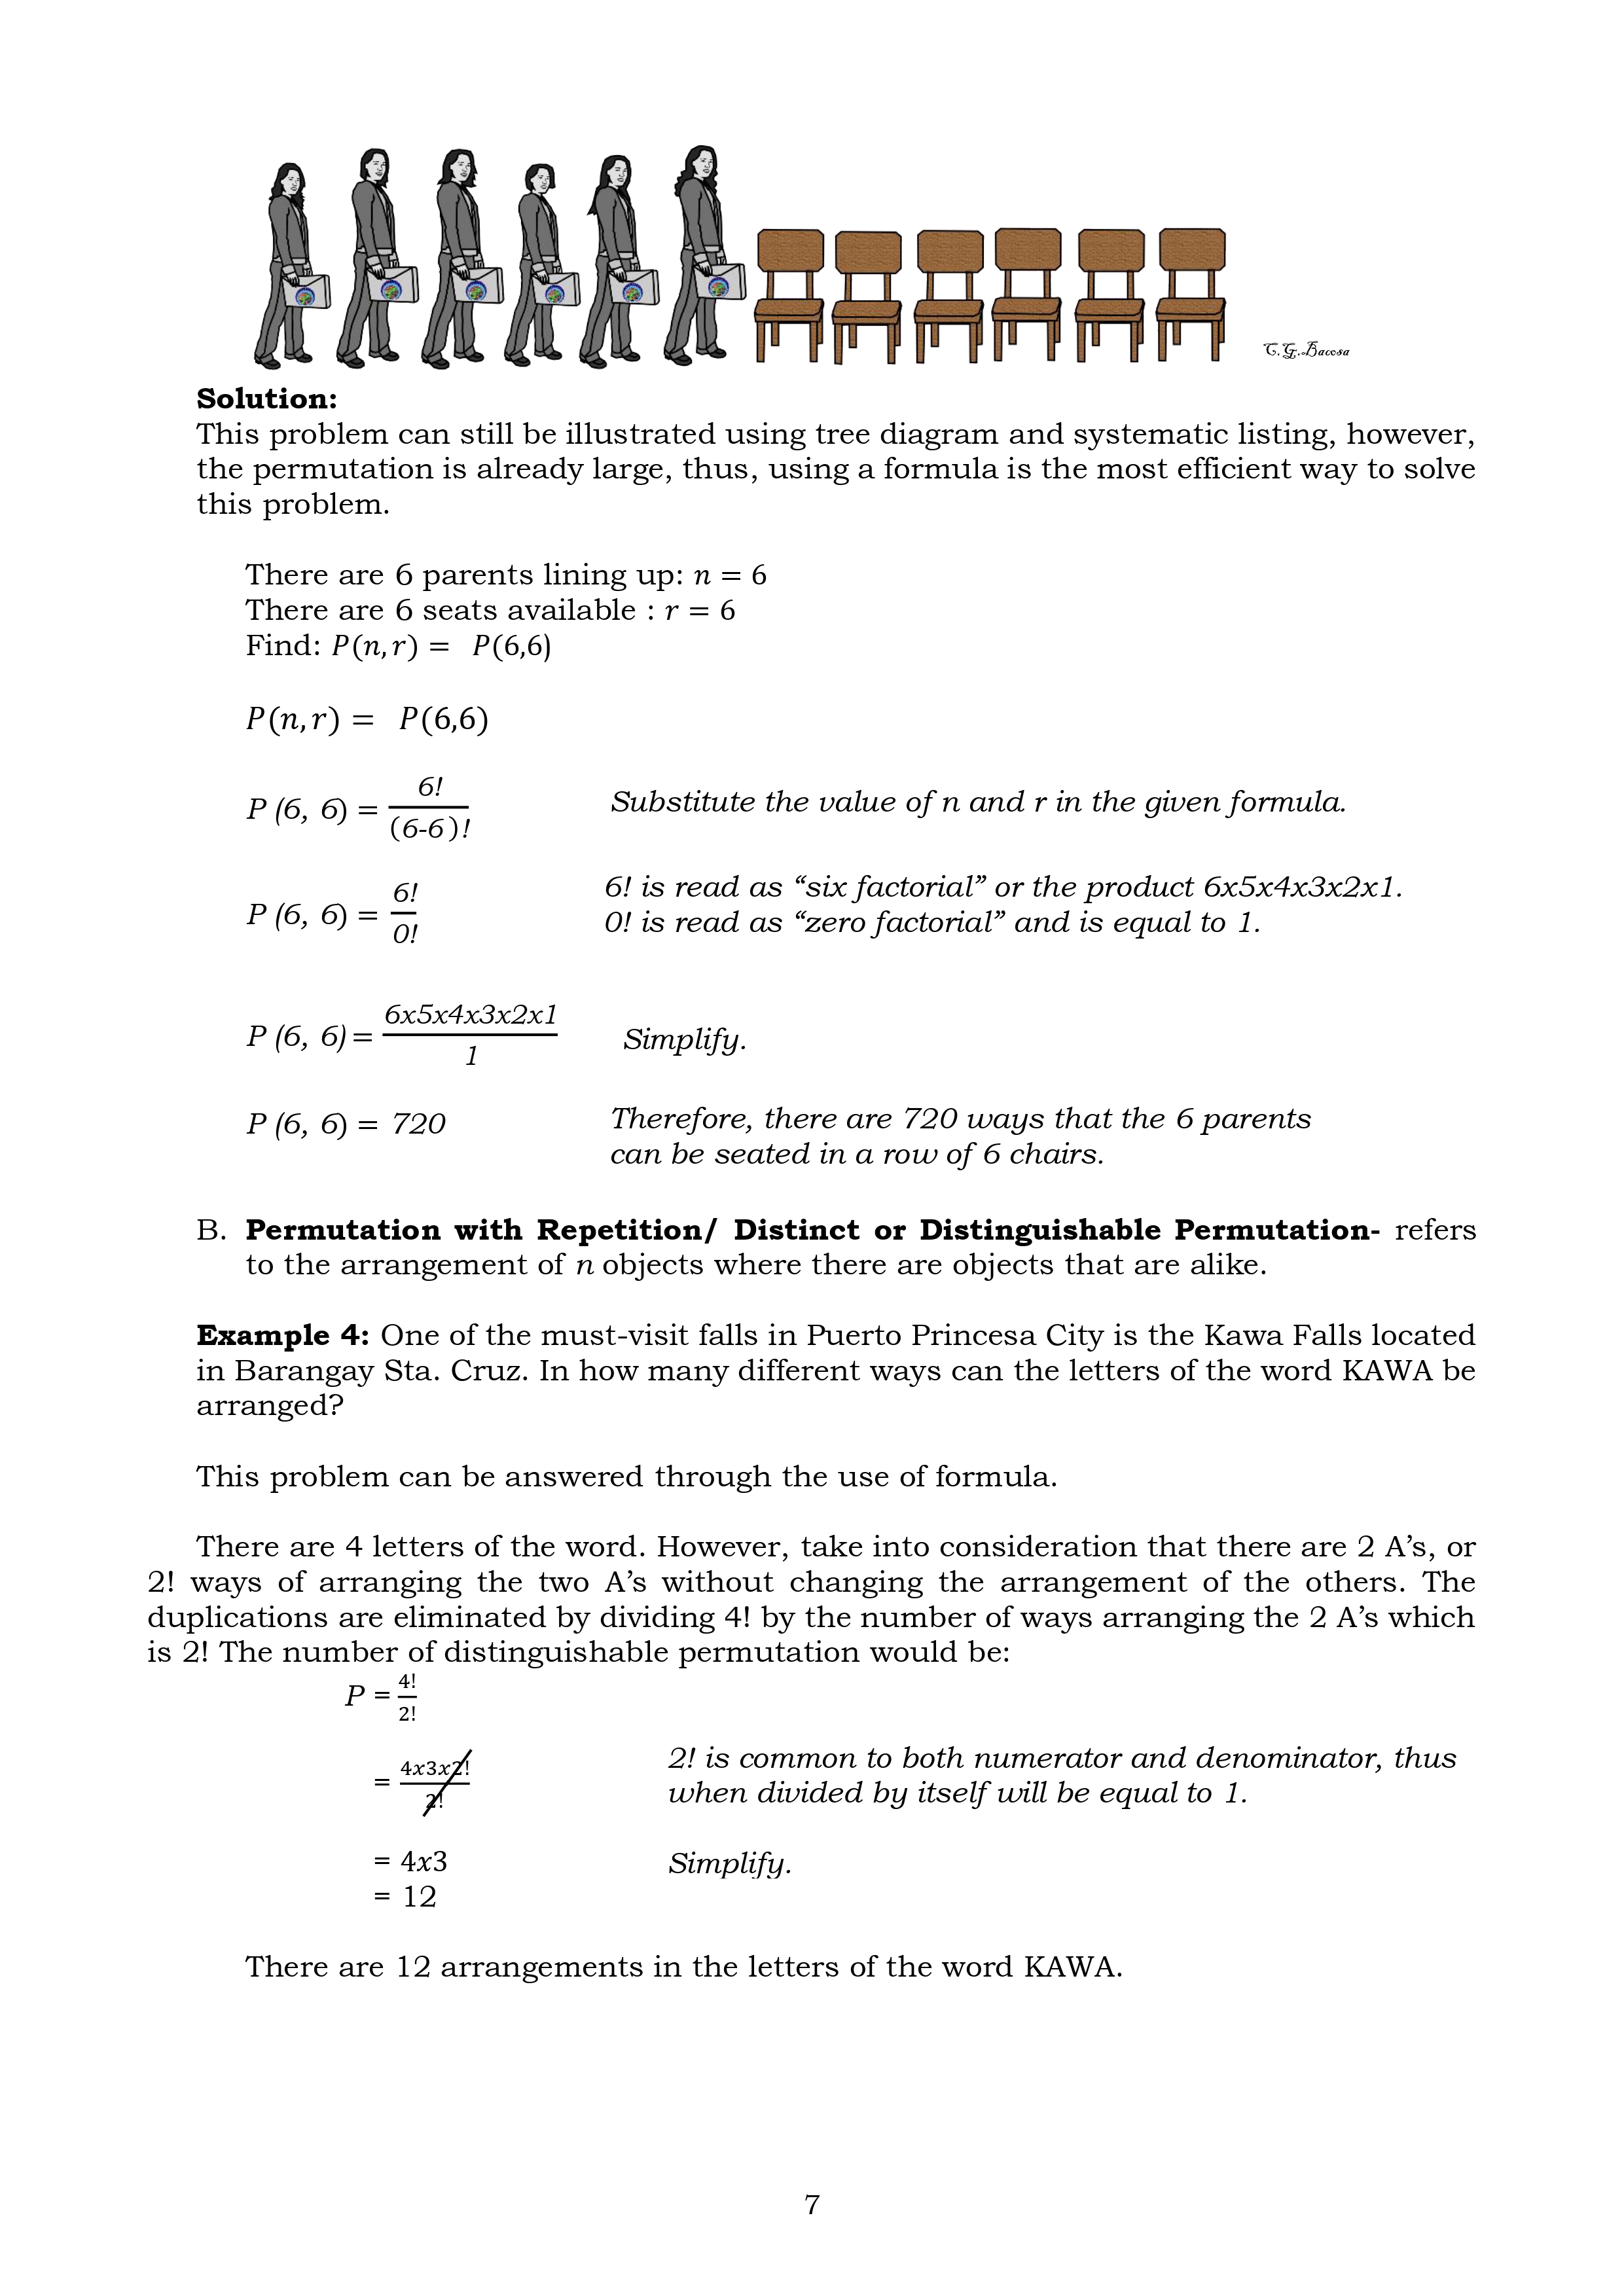 C.G.Bacosa
Solution:
This problem can still be illustrated using tree diagram and systematic listing, however,
the permutation is already large, thus, using a formula is the most efficient way to solve
this problem.
There are 6 parents lining up: n = 6
There are 6 seats available : r = 6
Find: P(n,r) = P(6,6)
P(n,r) = P(6,6)
P (6, 6) = 6!/(6-6)! Substitute the value of n and r in the given formula.
P (6, 6) = 6!/0! 6! is read as “six factorial” or the product 6x5x4x3x2x1.
0! is read as “zero factorial” and is equal to 1.
P (6, 6) = 6x5x4x3x2x1/1 Simplify.
P (6, 6) = 720 Therefore, there are 720 ways that the 6 parents
can be seated in a row of 6 chairs.
B. Permutation with Repetition/ Distinct or Distinguishable Permutation- refers
to the arrangement of n objects where there are objects that are alike.
Example 4: One of the must-visit falls in Puerto Princesa City is the Kawa Falls located
in Barangay Sta. Cruz. In how many different ways can the letters of the word KAWA be
arranged?
This problem can be answered through the use of formula.
There are 4 letters of the word. However, take into consideration that there are 2 A’s, or
2! ways of arranging the two A’s without changing the arrangement of the others. The
duplications are eliminated by dividing 4! by the number of ways arranging the 2 A’s which
is 2! The number of distinguishable permutation would be:
P = 4!/2!
= 4x3x2!/2! 2! is common to both numerator and denominator, thus
when divided by itself will be equal to 1.
= 4x3 Simplify.
= 12
There are 12 arrangements in the letters of the word KAWA.
7